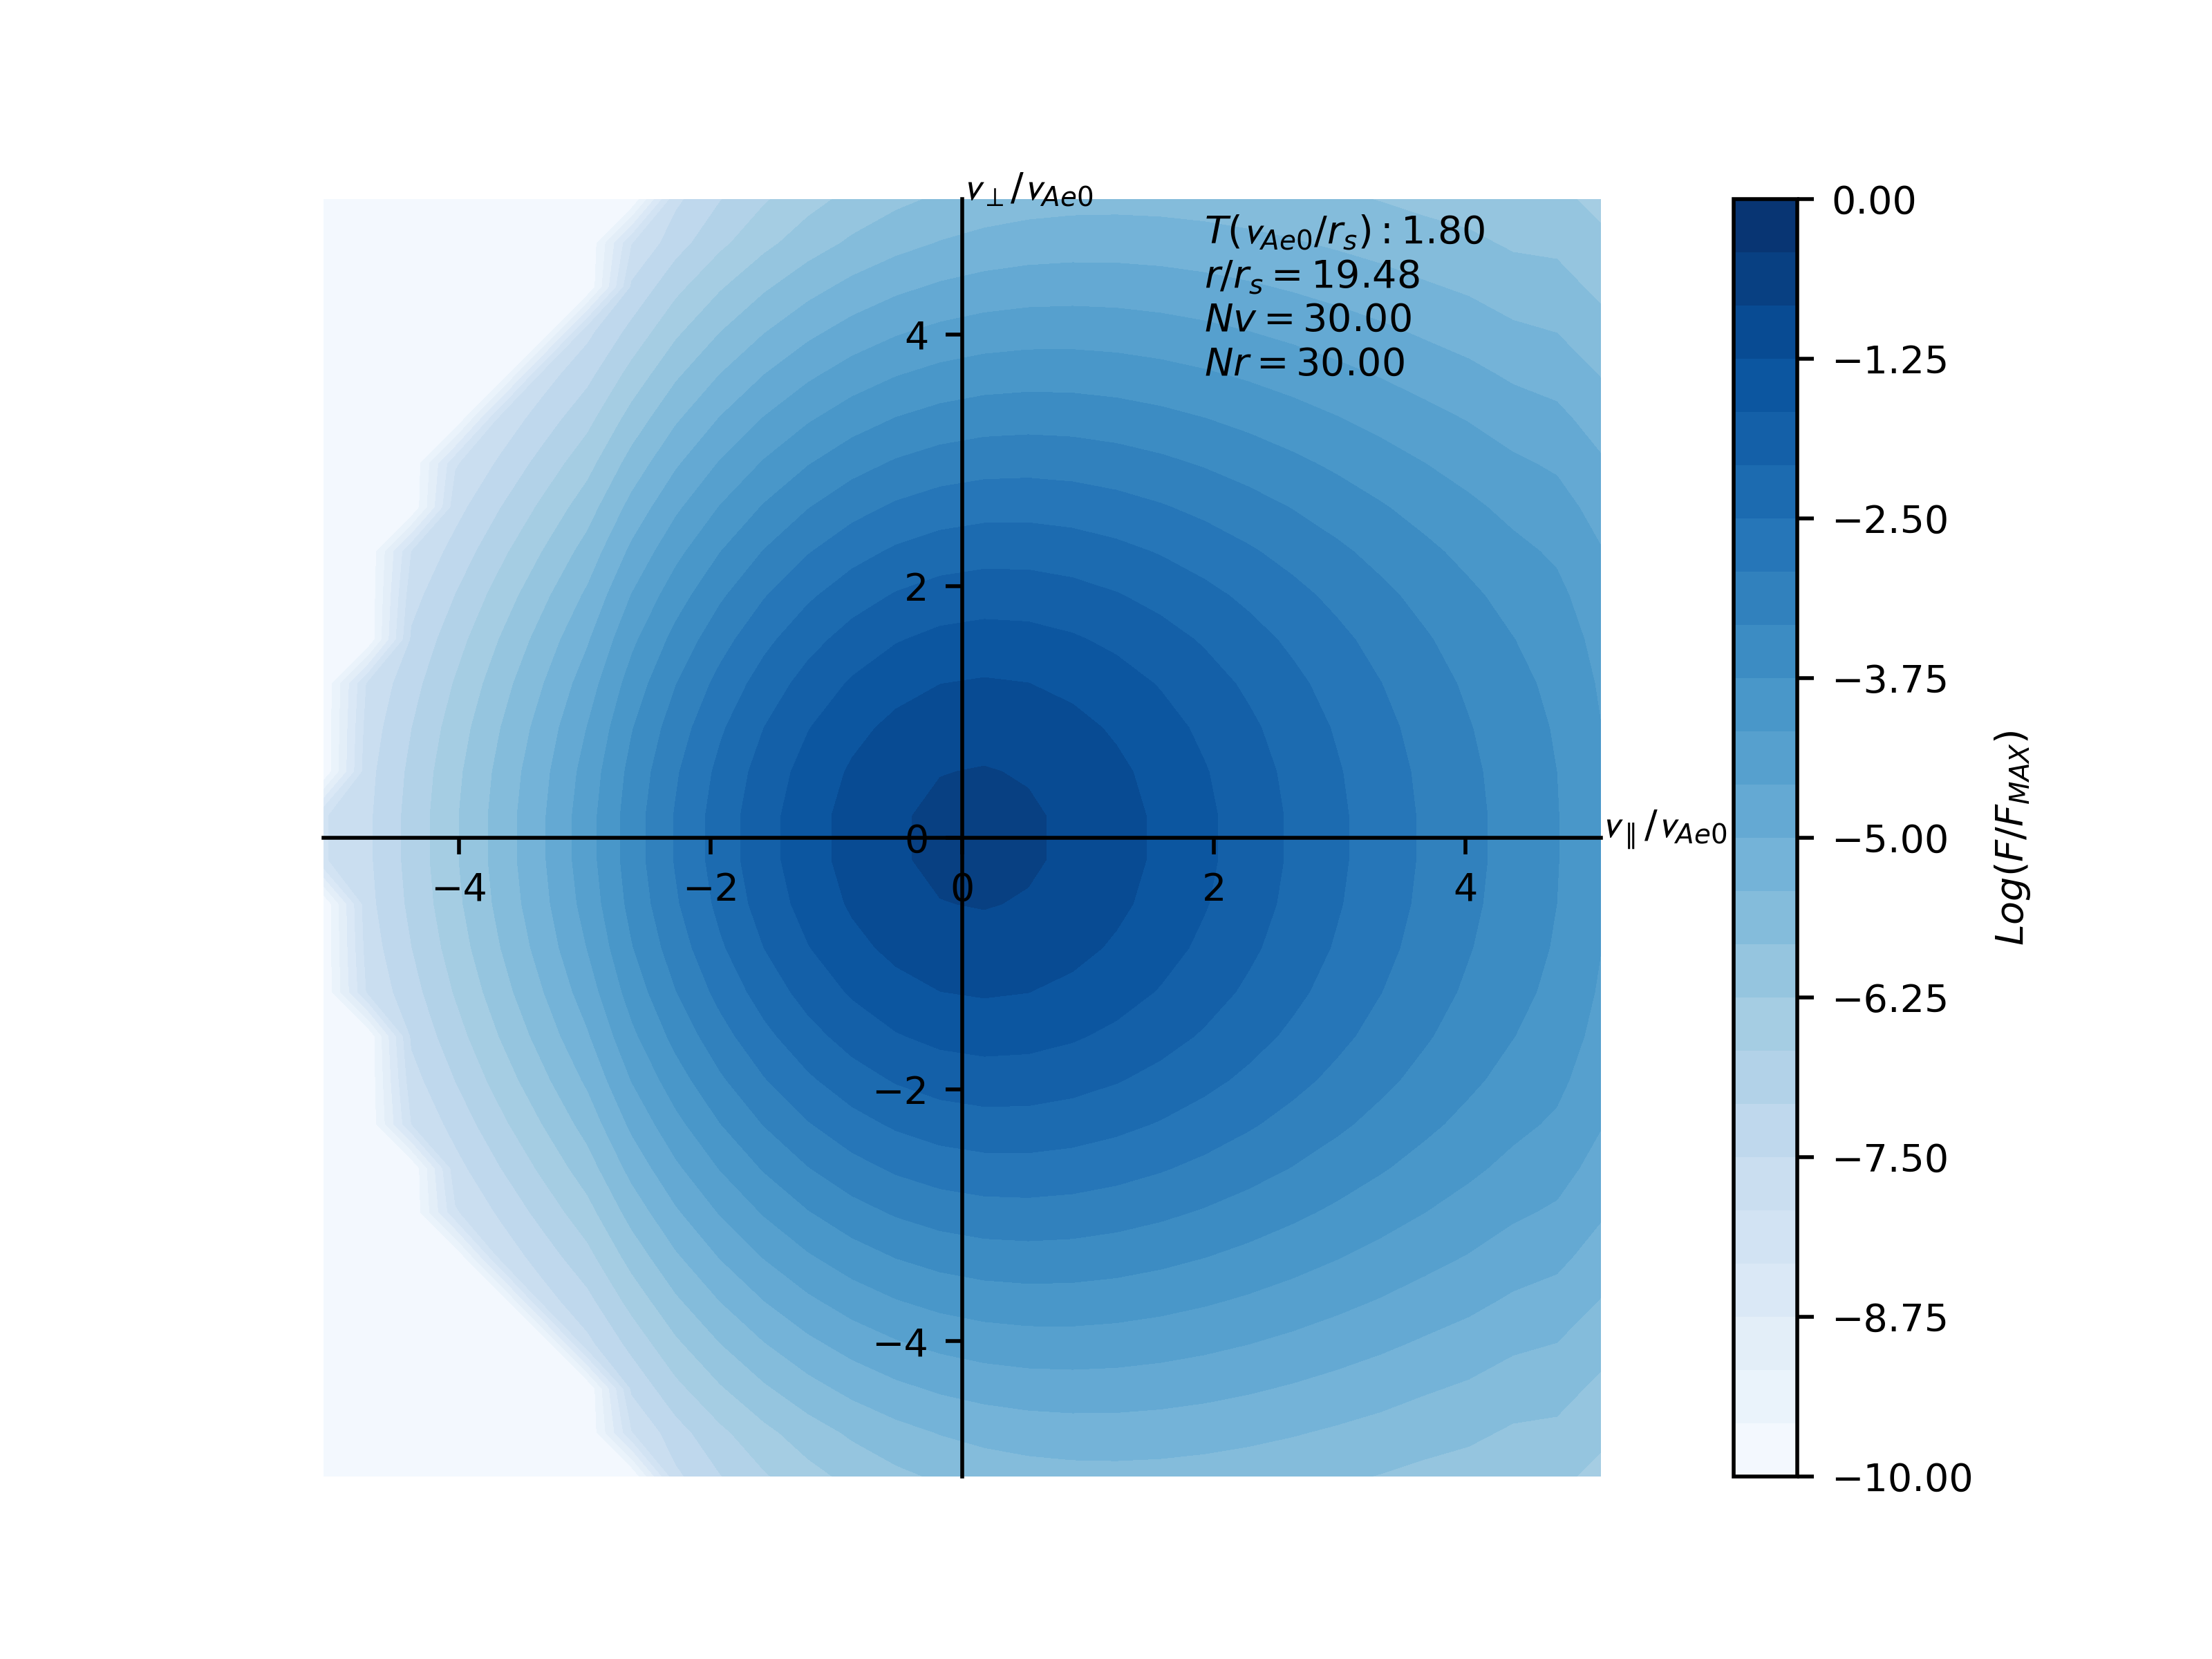 v⊥/vAe0
T(vAe0/rs) : 1.80
r/rs = 19.48
Nv = 30.00
Nr = 30.00
4
2
0
−2
−4
−4
−2
0
2
4
v∥/vAe0
0.00
−1.25
−2.50
−3.75
−5.00
−6.25
−7.50
−8.75
−10.00
Log(F/FMAX)